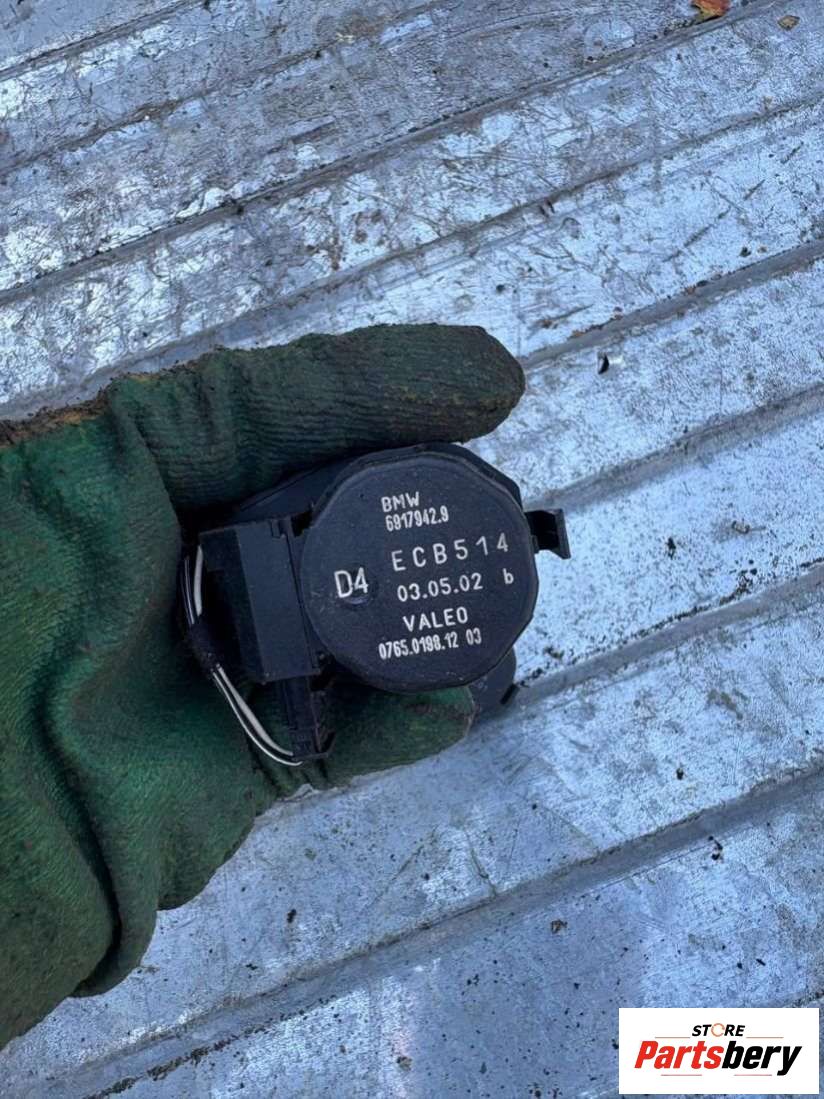 BMW
6917942.9
ECB514
D4
03.05.02 b
VALEO
0765.0198.12 03
STORE
Partsbery